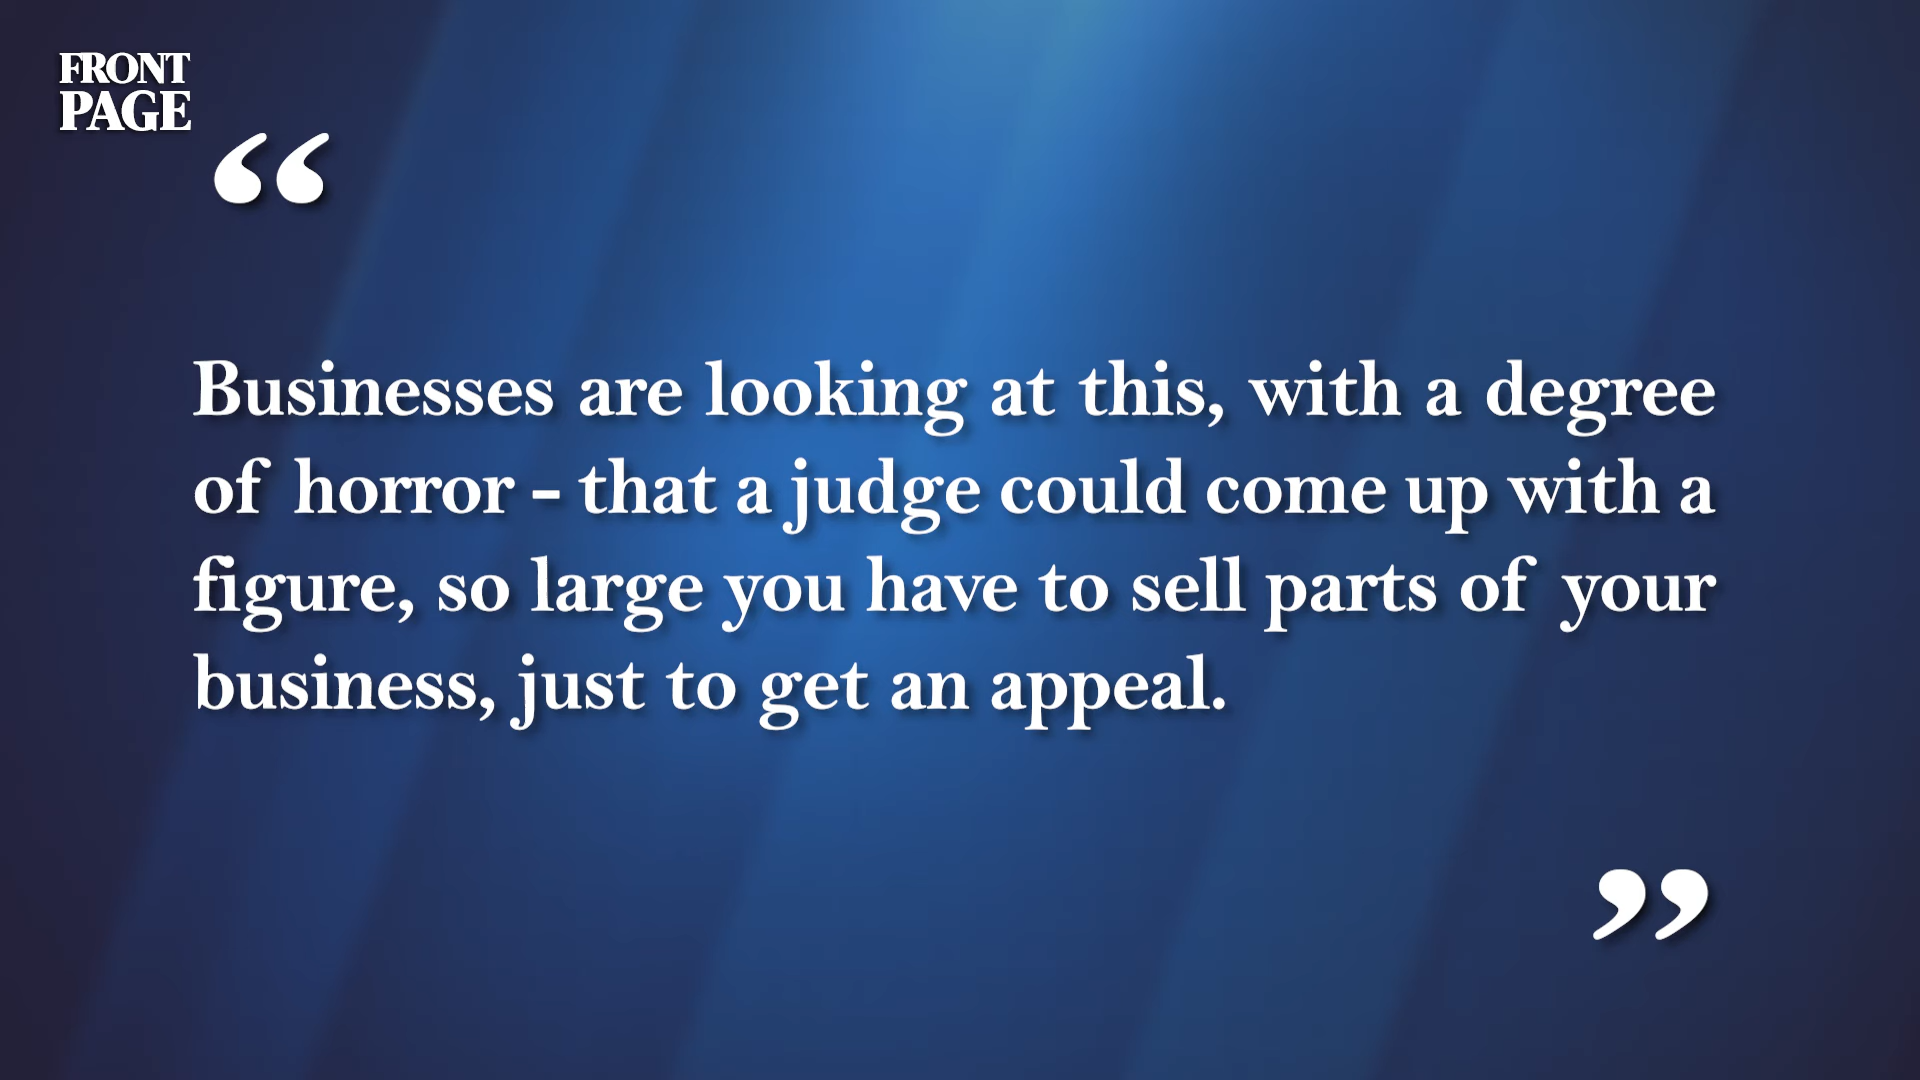 FRONT
PAGE
“
Businesses are looking at this, with a degree
of horror - that a judge could come up with a
figure, so large you have to sell parts of your
business, just to get an appeal.
”